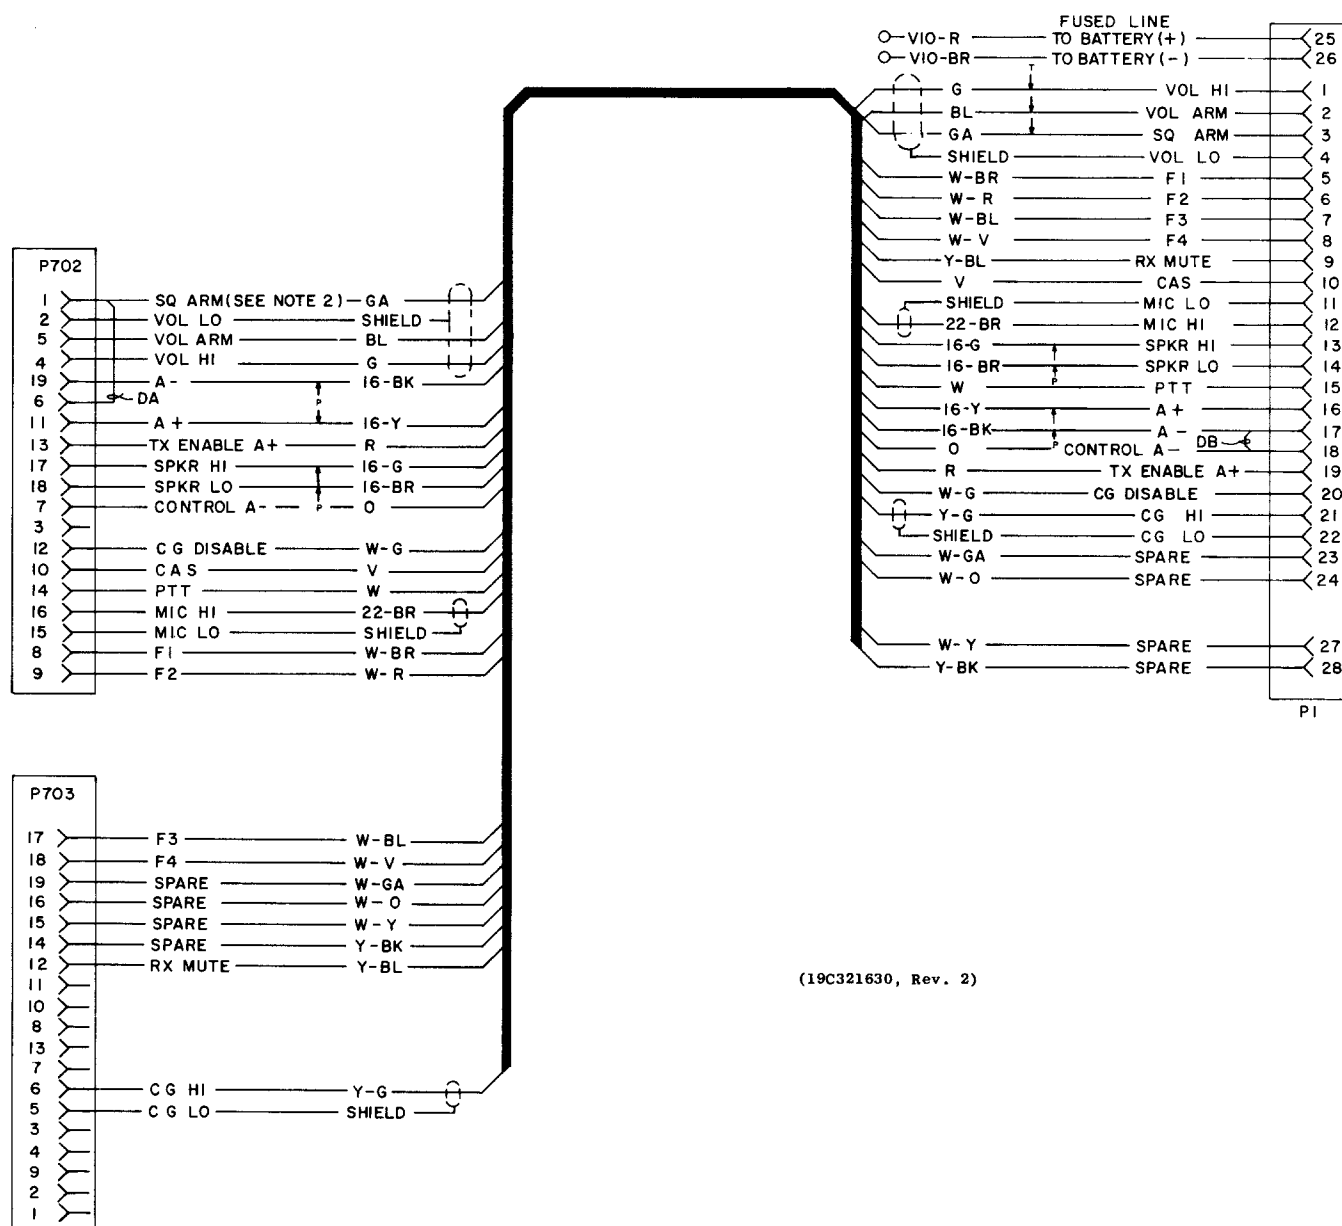 FUSED LINE
VIO-R TO BATTERY (+) 25
VIO-BR TO BATTERY (-) 26
T
G VOL HI 1
BL VOL ARM 2
GA SQ ARM 3
SHIELD VOL LO 4
W-BR F1 5
W-R F2 6
W-BL F3 7
W-V F4 8
Y-BL RX MUTE 9
V CAS 10
SHIELD MIC LO 11
22-BR MIC HI 12
16-G SPKR HI 13
16-BR P SPKR LO 14
W PTT 15
16-Y A+ 16
16-BK A- 17
O P CONTROL A- DB 18
R TX ENABLE A+ 19
W-G CG DISABLE 20
Y-G CG HI 21
SHIELD CG LO 22
W-GA SPARE 23
W-O SPARE 24
W-Y SPARE 27
Y-BK SPARE 28
P1
P702
1 SQ ARM (SEE NOTE 2) GA
2 VOL LO SHIELD
5 VOL ARM BL
4 VOL HI G
19 A- 16-BK
6 DA P
11 A+ 16-Y
13 TX ENABLE A+ R
17 SPKR HI 16-G
18 SPKR LO 16-BR
7 CONTROL A- P O
3
12 CG DISABLE W-G
10 CAS V
14 PTT W
16 MIC HI 22-BR
15 MIC LO SHIELD
8 F1 W-BR
9 F2 W-R
P703
17 F3 W-BL
18 F4 W-V
19 SPARE W-GA
16 SPARE W-O
15 SPARE W-Y
14 SPARE Y-BK
12 RX MUTE Y-BL
11
10
8
13
7
6 CG HI Y-G
5 CG LO SHIELD
3
4
9
2
1
(19C321630, Rev. 2)